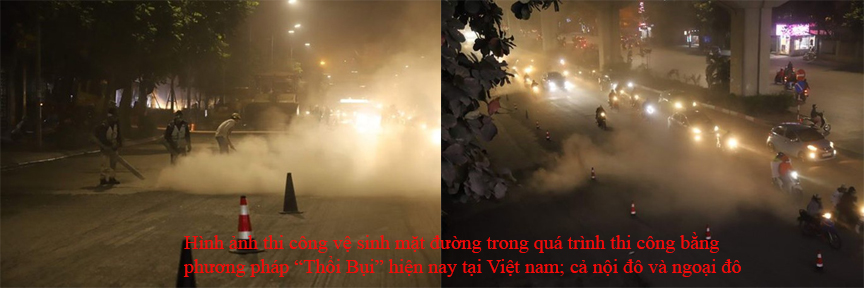 Hình ảnh thi công vệ sinh mặt đường trong quá trình thi công bằng
phương pháp “Thổi Bụi” hiện nay tại Việt nam; cả nội đô và ngoại đô